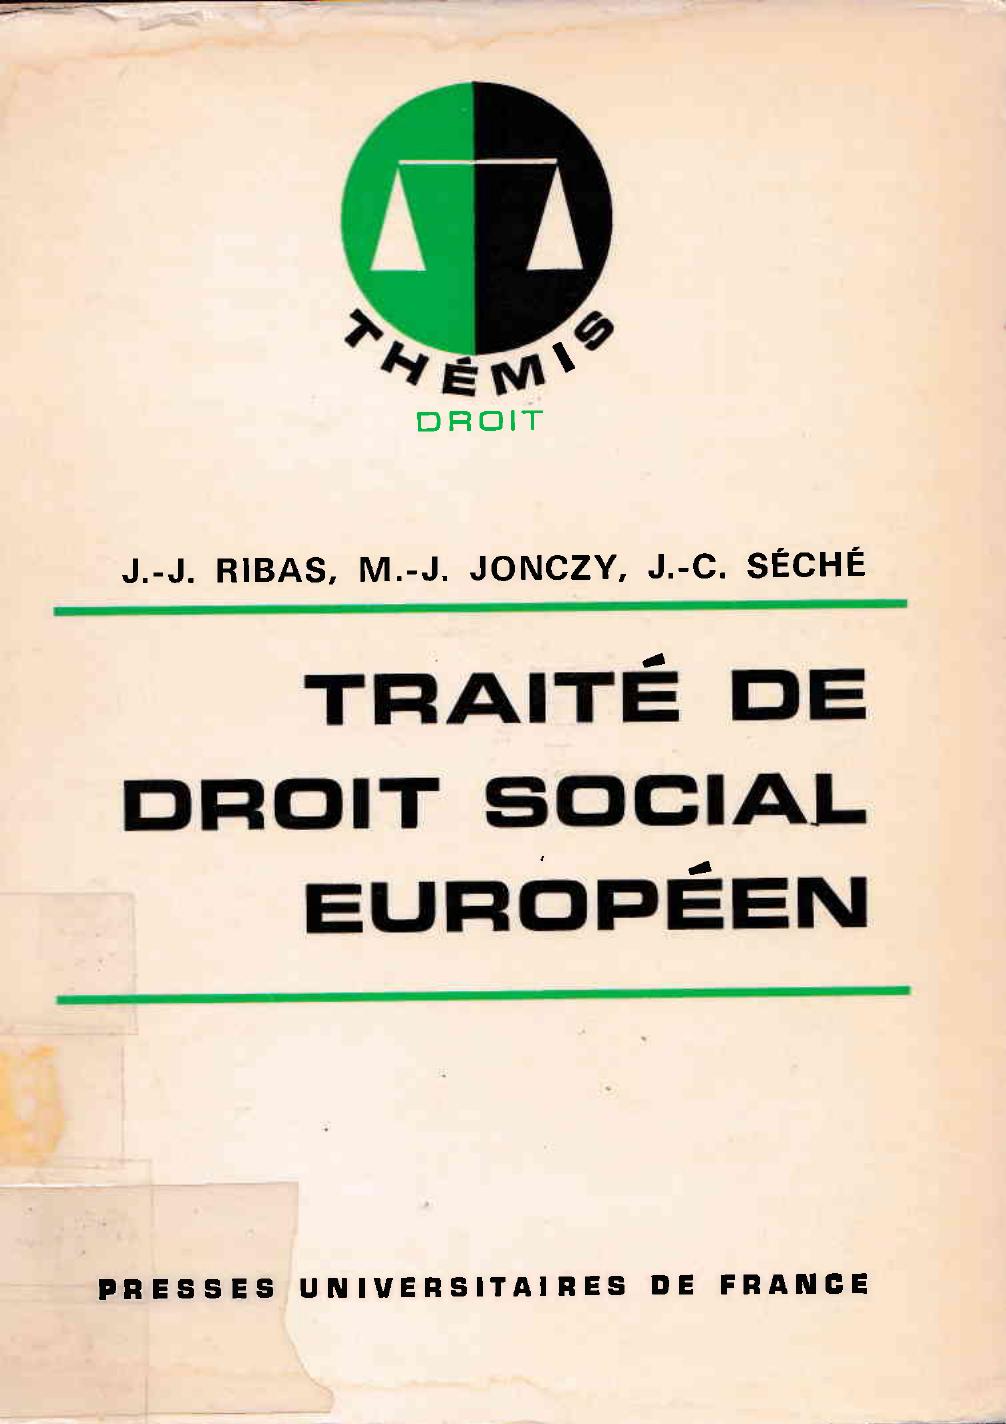 THÉMIS
DROIT
J.-J. RIBAS, M.-J. JONCZY, J.-C. SÉCHÉ
TRAITÉ DE
DROIT SOCIAL
EUROPÉEN
PRESSES UNIVERSITAIRES DE FRANCE